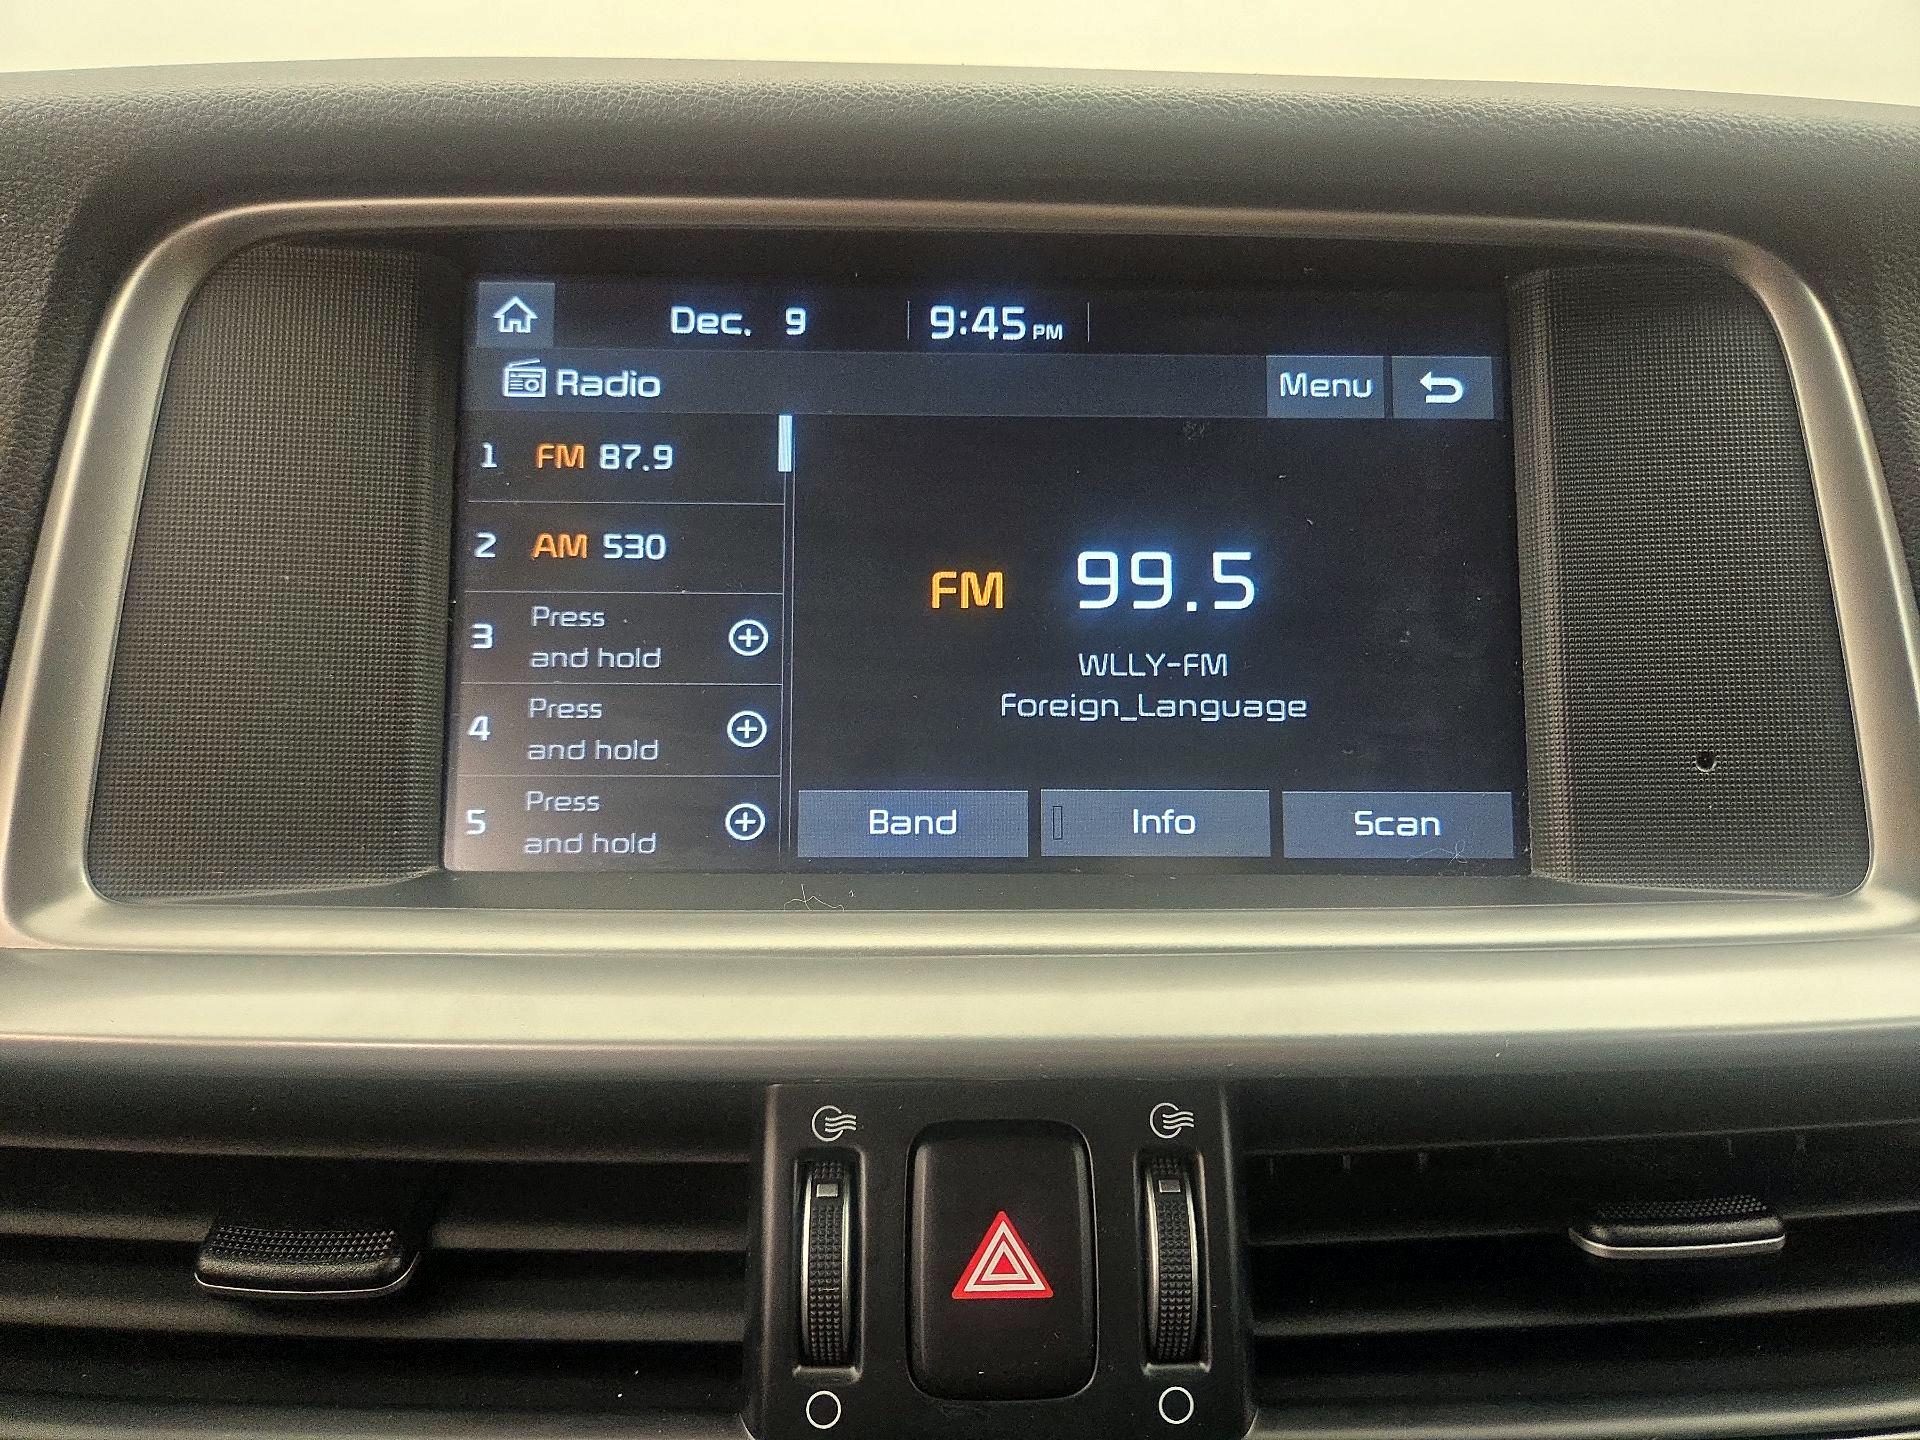 Dec. 9 9:45 PM
Radio Menu
1 FM 87.9
2 AM 530
3 Press
and hold
4 Press
and hold
5 Press
and hold
FM 99.5
WLLY-FM
Foreign_Language
Band Info Scan